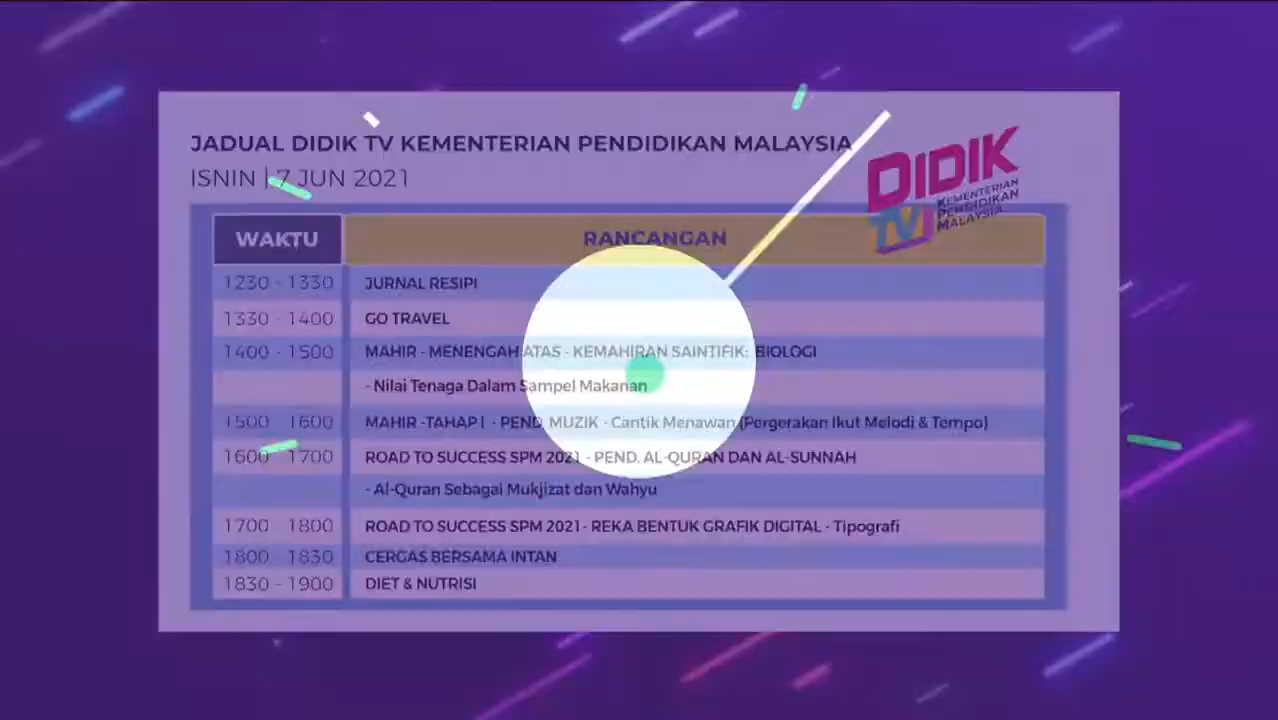 JADUAL DIDIK TV KEMENTERIAN PENDIDIKAN MALAYSIA
ISNIN | 7 JUN 2021
DIDIK
TV
KEMENTERIAN
PENDIDIKAN
MALAYSIA
WAKTU RANCANGAN
1230 - 1330 JURNAL RESIPI
1330 - 1400 GO TRAVEL
1400 - 1500 MAHIR - MENENGAH ATAS - KEMAHIRAN SAINTIFIK: BIOLOGI
- Nilai Tenaga Dalam Sampel Makanan
1500 - 1600 MAHIR -TAHAP I - PEND. MUZIK - Cantik Menawan (Pergerakan Ikut Melodi & Tempo)
1600 - 1700 ROAD TO SUCCESS SPM 2021 - PEND. AL-QURAN DAN AL-SUNNAH
- Al-Quran Sebagai Mukjizat dan Wahyu
1700 - 1800 ROAD TO SUCCESS SPM 2021- REKA BENTUK GRAFIK DIGITAL - Tipografi
1800 - 1830 CERGAS BERSAMA INTAN
1830 - 1900 DIET & NUTRISI